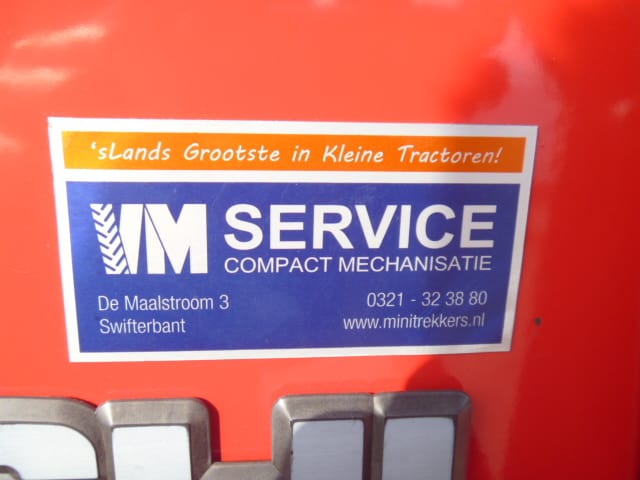 'sLands Grootste in Kleine Tractoren!
VM SERVICE
COMPACT MECHANISATIE
De Maalstroom 3 0321 - 32 38 80
Swifterbant www.minitrekkers.nl